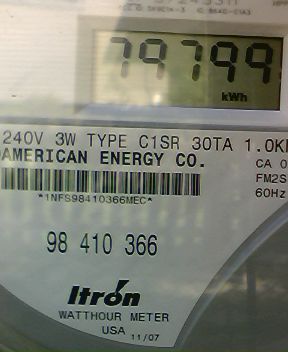 79799
kWh
240V 3W TYPE C1SR 30TA 1.0K
AMERICAN ENERGY CO.
CA 0
FM2S
60Hz
*1NFS98410366MEC*
98 410 366
Itron
WATTHOUR METER
USA 11/07